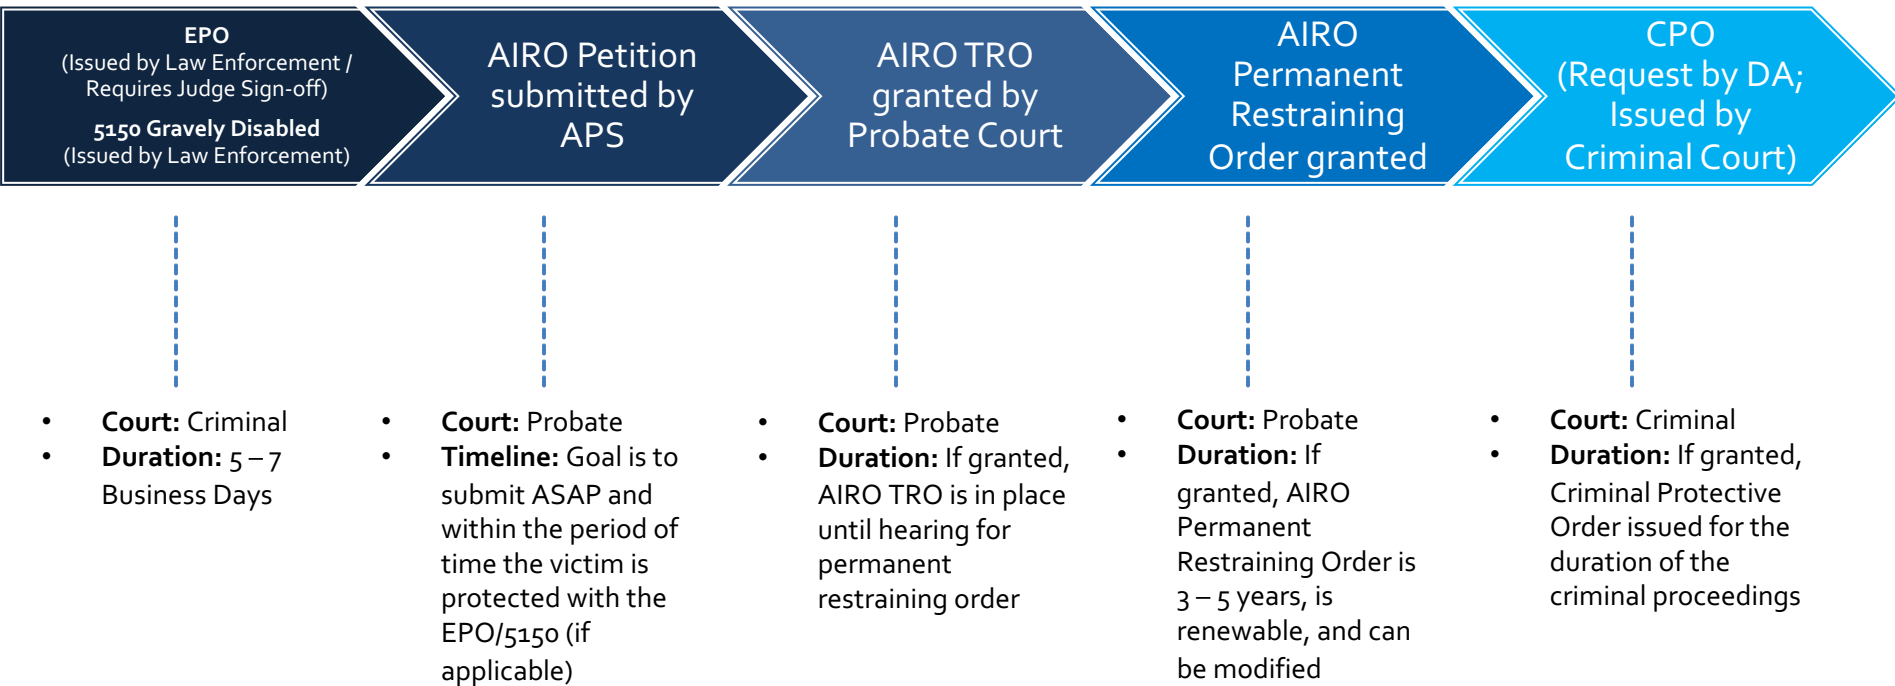 EPO
(Issued by Law Enforcement /
Requires Judge Sign-off)
5150 Gravely Disabled
(Issued by Law Enforcement)
AIRO Petition
submitted by
APS
AIRO TRO
granted by
Probate Court
AIRO
Permanent
Restraining
Order granted
CPO
(Request by DA;
Issued by
Criminal Court)
• Court: Criminal
• Duration: 5 – 7
Business Days
• Court: Probate
• Timeline: Goal is to
submit ASAP and
within the period of
time the victim is
protected with the
EPO/5150 (if
applicable)
• Court: Probate
• Duration: If granted,
AIRO TRO is in place
until hearing for
permanent
restraining order
• Court: Probate
• Duration: If
granted, AIRO
Permanent
Restraining Order is
3 – 5 years, is
renewable, and can
be modified
• Court: Criminal
• Duration: If granted,
Criminal Protective
Order issued for the
duration of the
criminal proceedings